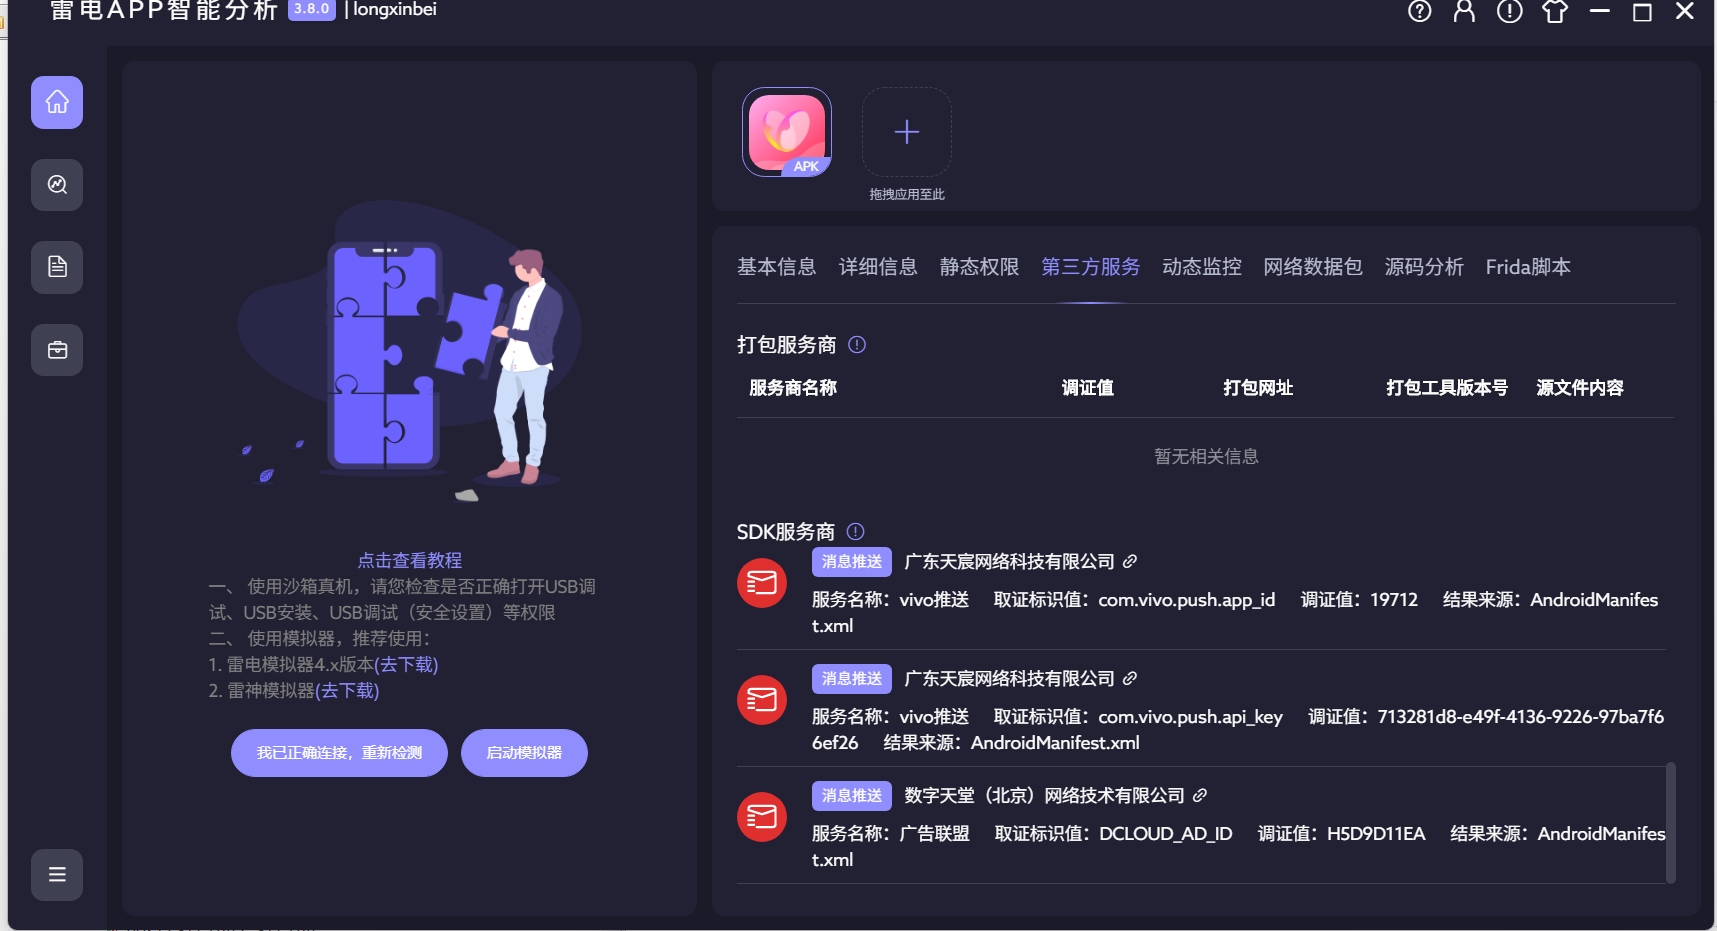 雷电APP智能分析 3.8.0 | longxinbei
APK
拖拽应用至此
基本信息 详细信息 静态权限 第三方服务 动态监控 网络数据包 源码分析 Frida脚本
打包服务商
服务商名称 调证值 打包网址 打包工具版本号 源文件内容
暂无相关信息
SDK服务商
消息推送 广东天宸网络科技有限公司
服务名称：vivo推送 取证标识值：com.vivo.push.app_id 调证值：19712 结果来源：AndroidManifes
t.xml
消息推送 广东天宸网络科技有限公司
服务名称：vivo推送 取证标识值：com.vivo.push.api_key 调证值：713281d8-e49f-4136-9226-97ba7f6
6ef26 结果来源：AndroidManifest.xml
消息推送 数字天堂（北京）网络技术有限公司
服务名称：广告联盟 取证标识值：DCLOUD_AD_ID 调证值：H5D9D11EA 结果来源：AndroidManifes
t.xml
点击查看教程
一、 使用沙箱真机，请您检查是否正确打开USB调
试、USB安装、USB调试（安全设置）等权限
二、 使用模拟器，推荐使用：
1. 雷电模拟器4.x版本(去下载)
2. 雷神模拟器(去下载)
我已正确连接，重新检测 启动模拟器